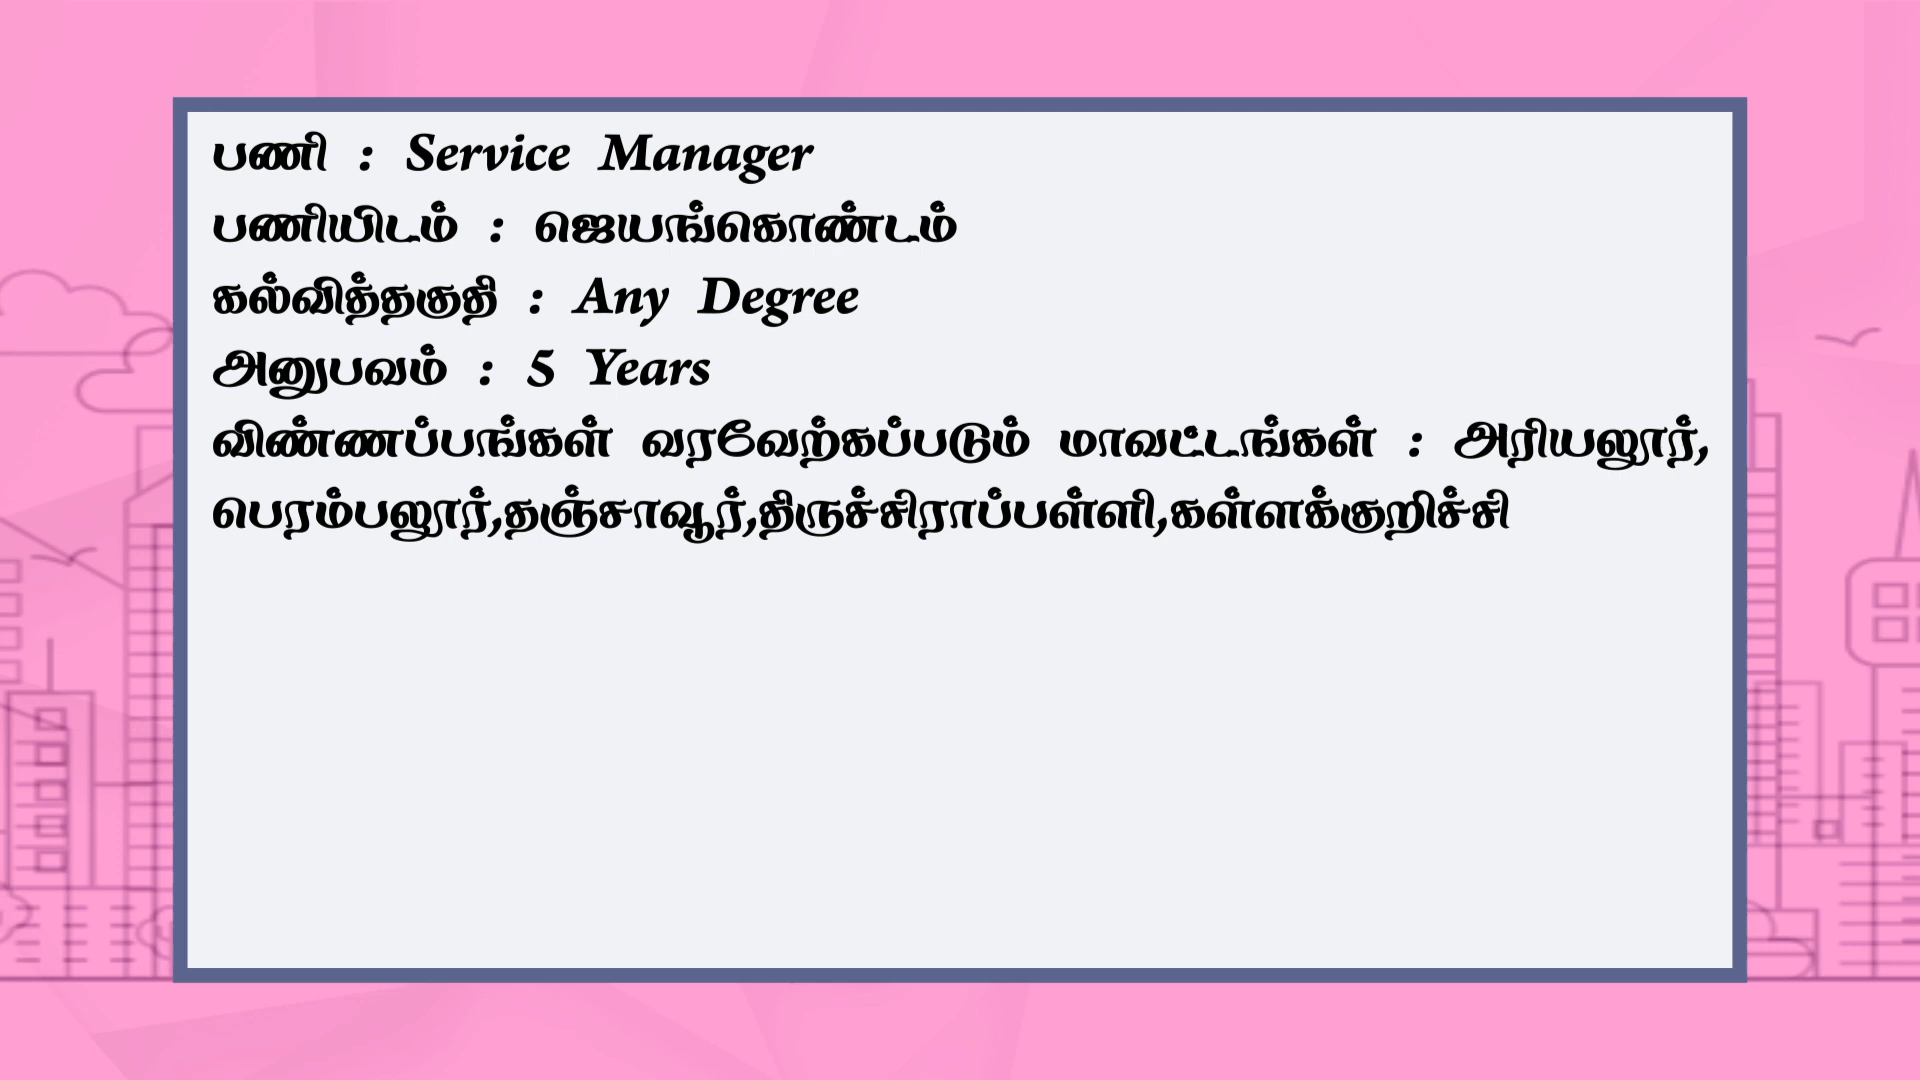 பணி : Service Manager
பணியிடம் : ஜெயங்கொண்டம்
கல்வித்தகுதி : Any Degree
அனுபவம் : 5 Years
விண்ணப்பங்கள் வரவேற்கப்படும் மாவட்டங்கள் : அரியலூர்,
பெரம்பலூர்,தஞ்சாவூர்,திருச்சிராப்பள்ளி,கள்ளக்குறிச்சி